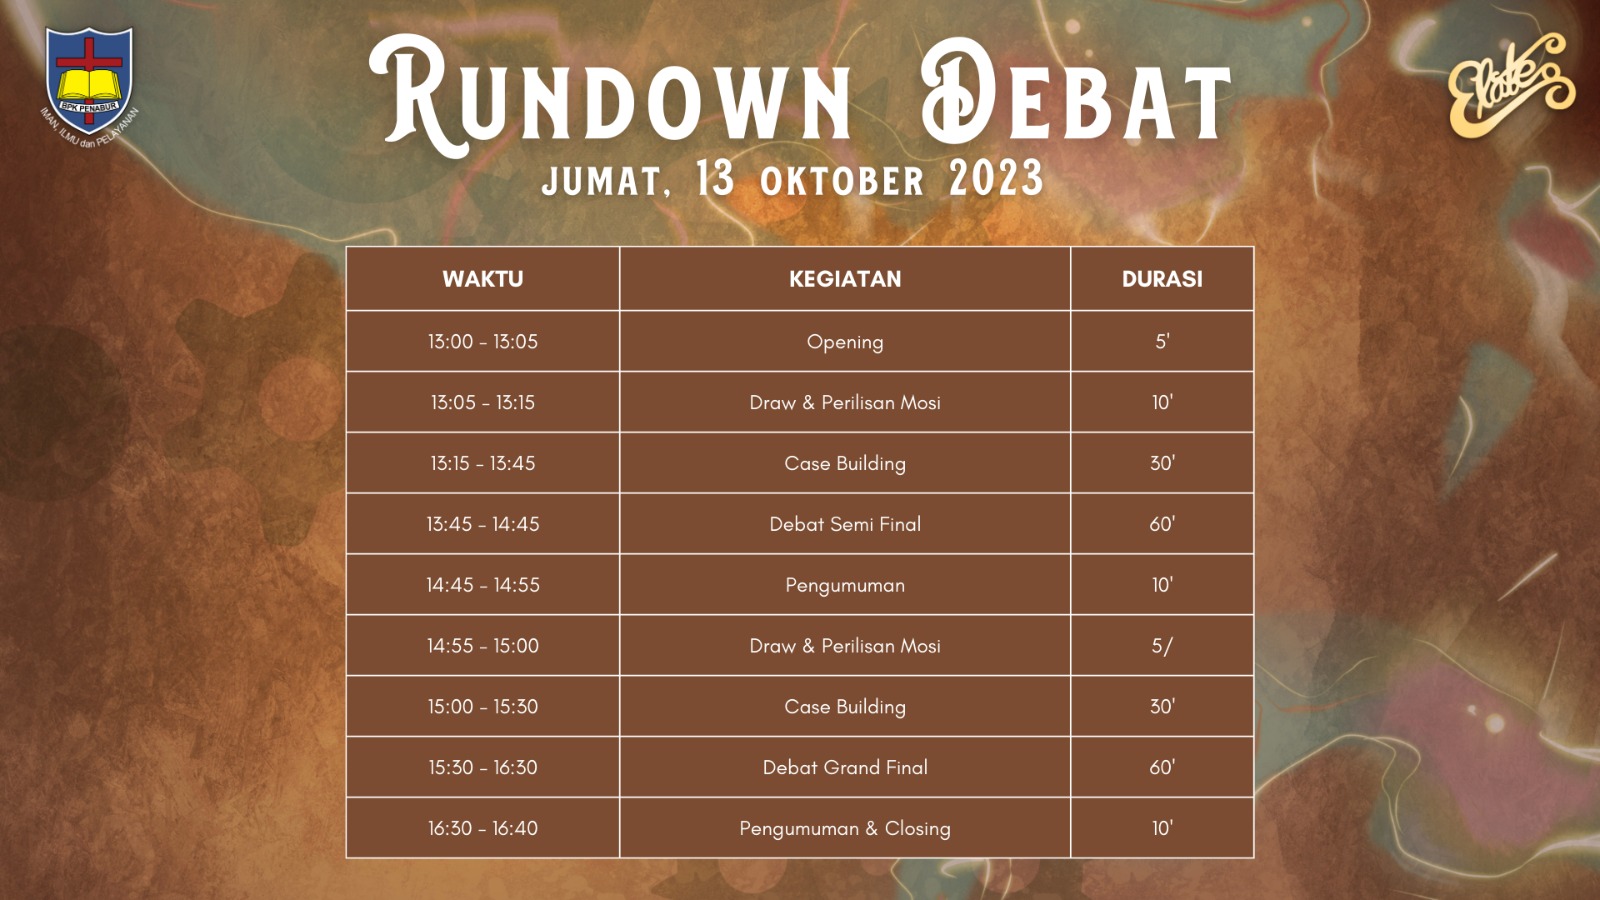 BPK PENABUR
IMAN, ILMU dan PELAYANAN
Rundown Debat
JUMAT, 13 OKTOBER 2023
WAKTU KEGIATAN DURASI
13:00 - 13:05 Opening 5'
13:05 - 13:15 Draw & Perilisan Mosi 10'
13:15 - 13:45 Case Building 30'
13:45 - 14:45 Debat Semi Final 60'
14:45 - 14:55 Pengumuman 10'
14:55 - 15:00 Draw & Perilisan Mosi 5/
15:00 - 15:30 Case Building 30'
15:30 - 16:30 Debat Grand Final 60'
16:30 - 16:40 Pengumuman & Closing 10'